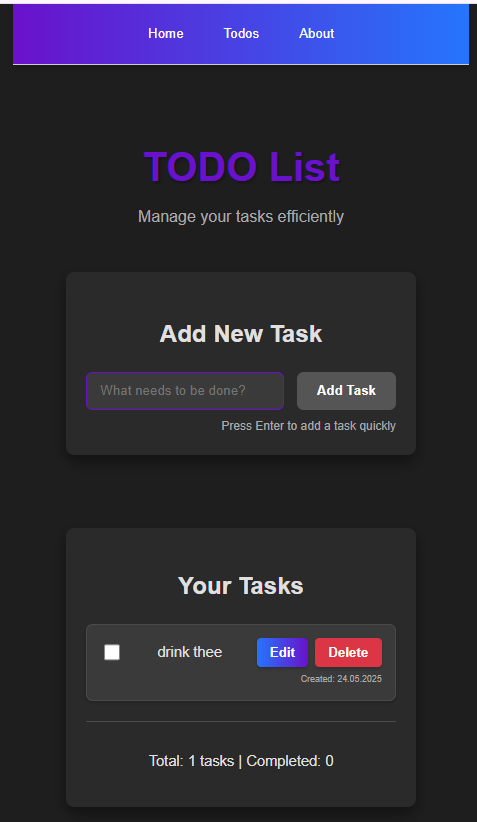 Home Todos About
TODO List
Manage your tasks efficiently
Add New Task
What needs to be done? Add Task
Press Enter to add a task quickly
Your Tasks
drink thee Edit Delete
Created: 24.05.2025
Total: 1 tasks | Completed: 0